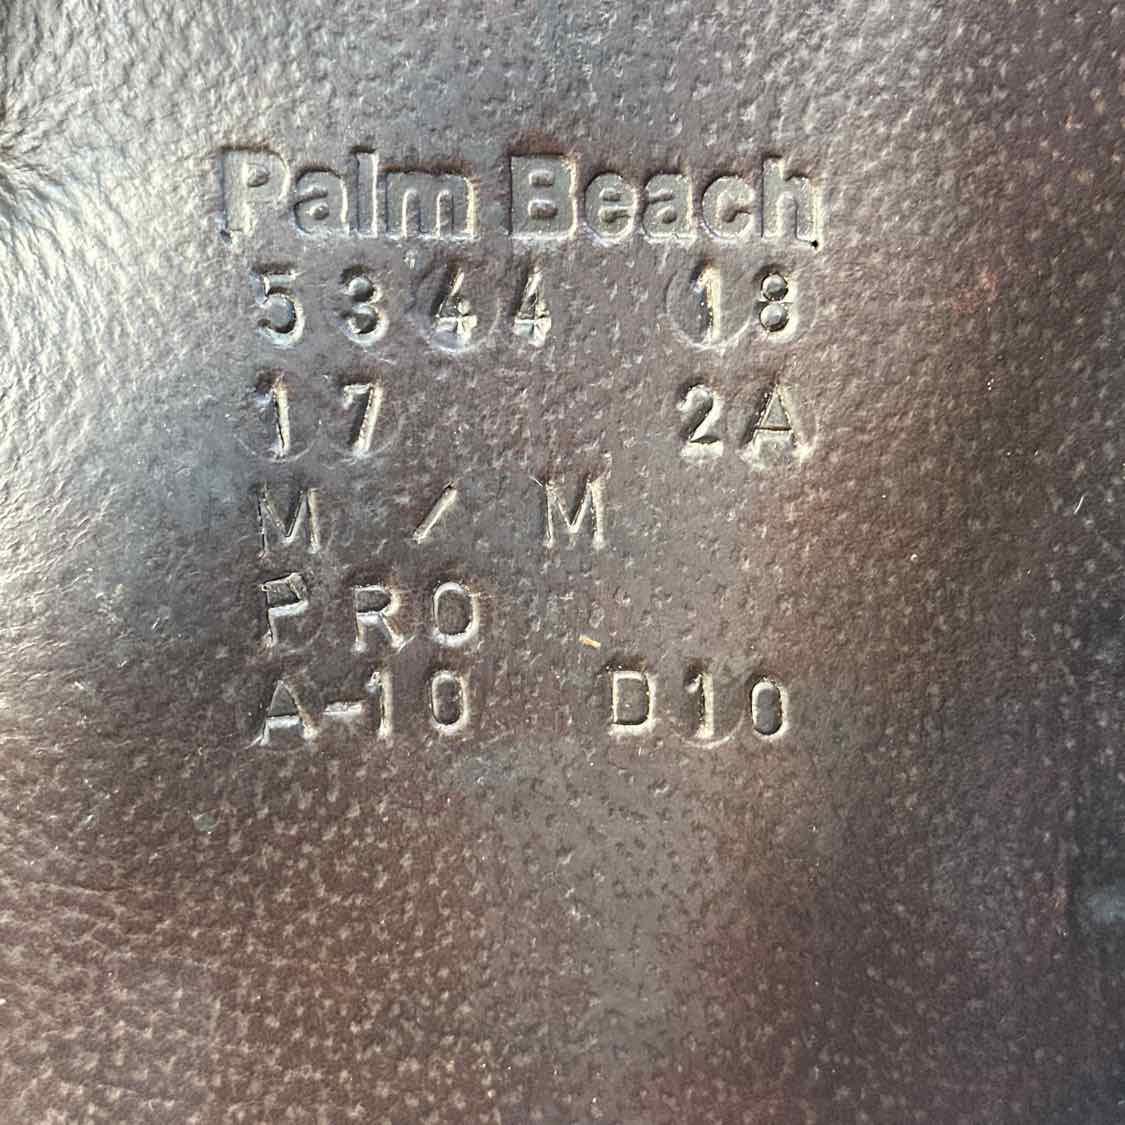 Palm Beach
5344 18
17 2A
M / M
PRO
A-10 D10